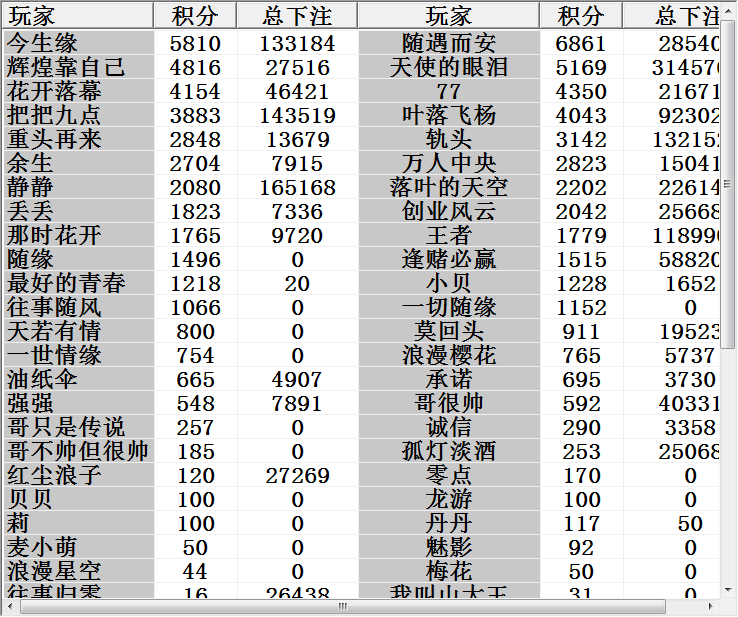 玩家 积分 总下注 玩家 积分 总下注
今生缘 5810 133184 随遇而安 6861 28540
辉煌靠自己 4816 27516 天使的眼泪 5169 31457
花开落幕 4154 46421 77 4350 21671
把把九点 3883 143519 叶落飞杨 4043 92302
重头再来 2848 13679 轨头 3142 13215
余生 2704 7915 万人中央 2823 15041
静静 2080 165168 落叶的天空 2202 22614
丢丢 1823 7336 创业风云 2042 25668
那时花开 1765 9720 王者 1779 11899
随缘 1496 0 逢赌必赢 1515 58820
最好的青春 1218 20 小贝 1228 1652
往事随风 1066 0 一切随缘 1152 0
天若有情 800 0 莫回头 911 19523
一世情缘 754 0 浪漫樱花 765 5737
油纸伞 665 4907 承诺 695 3730
强强 548 7891 哥很帅 592 40331
哥只是传说 257 0 诚信 290 3358
哥不帅但很帅 185 0 孤灯淡酒 253 25068
红尘浪子 120 27269 零点 170 0
贝贝 100 0 龙游 100 0
莉 100 0 丹丹 117 50
麦小萌 50 0 魅影 92 0
浪漫星空 44 0 梅花 50 0
往事归零 16 26438 我叫山大王 31 0